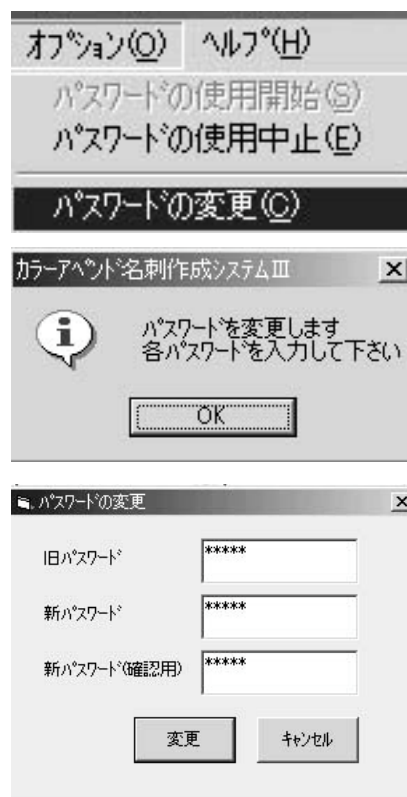 ｵﾌﾟｼｮﾝ(O) ﾍﾙﾌﾟ(H)
ﾊﾟｽﾜｰﾄﾞの使用開始(S)
ﾊﾟｽﾜｰﾄﾞの使用中止(E)
ﾊﾟｽﾜｰﾄﾞの変更(C)
ｶﾗｰｱﾍﾟﾝﾄﾞ名刺作成ｼｽﾃﾑⅢ
ﾊﾟｽﾜｰﾄﾞを変更します
各ﾊﾟｽﾜｰﾄﾞを入力して下さい
OK
ﾊﾟｽﾜｰﾄﾞの変更
旧ﾊﾟｽﾜｰﾄﾞ *****
新ﾊﾟｽﾜｰﾄﾞ *****
新ﾊﾟｽﾜｰﾄﾞ(確認用) *****
変更 ｷｬﾝｾﾙ